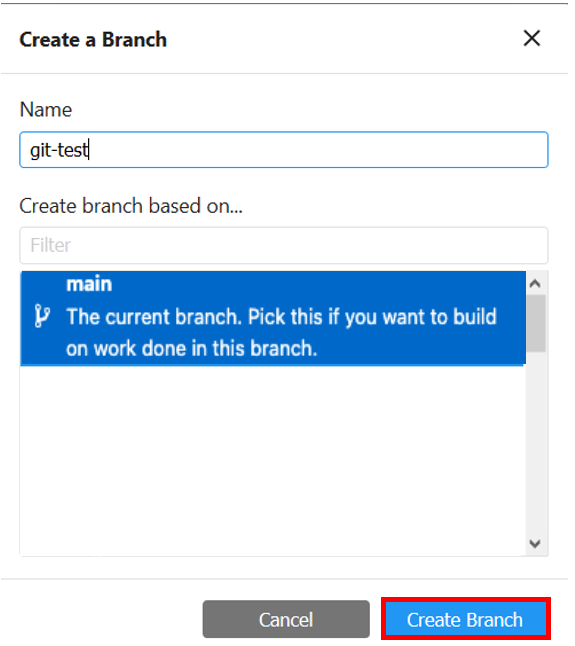 Create a Branch
Name
git-test
Create branch based on...
Filter
main
The current branch. Pick this if you want to build
on work done in this branch.
Cancel
Create Branch